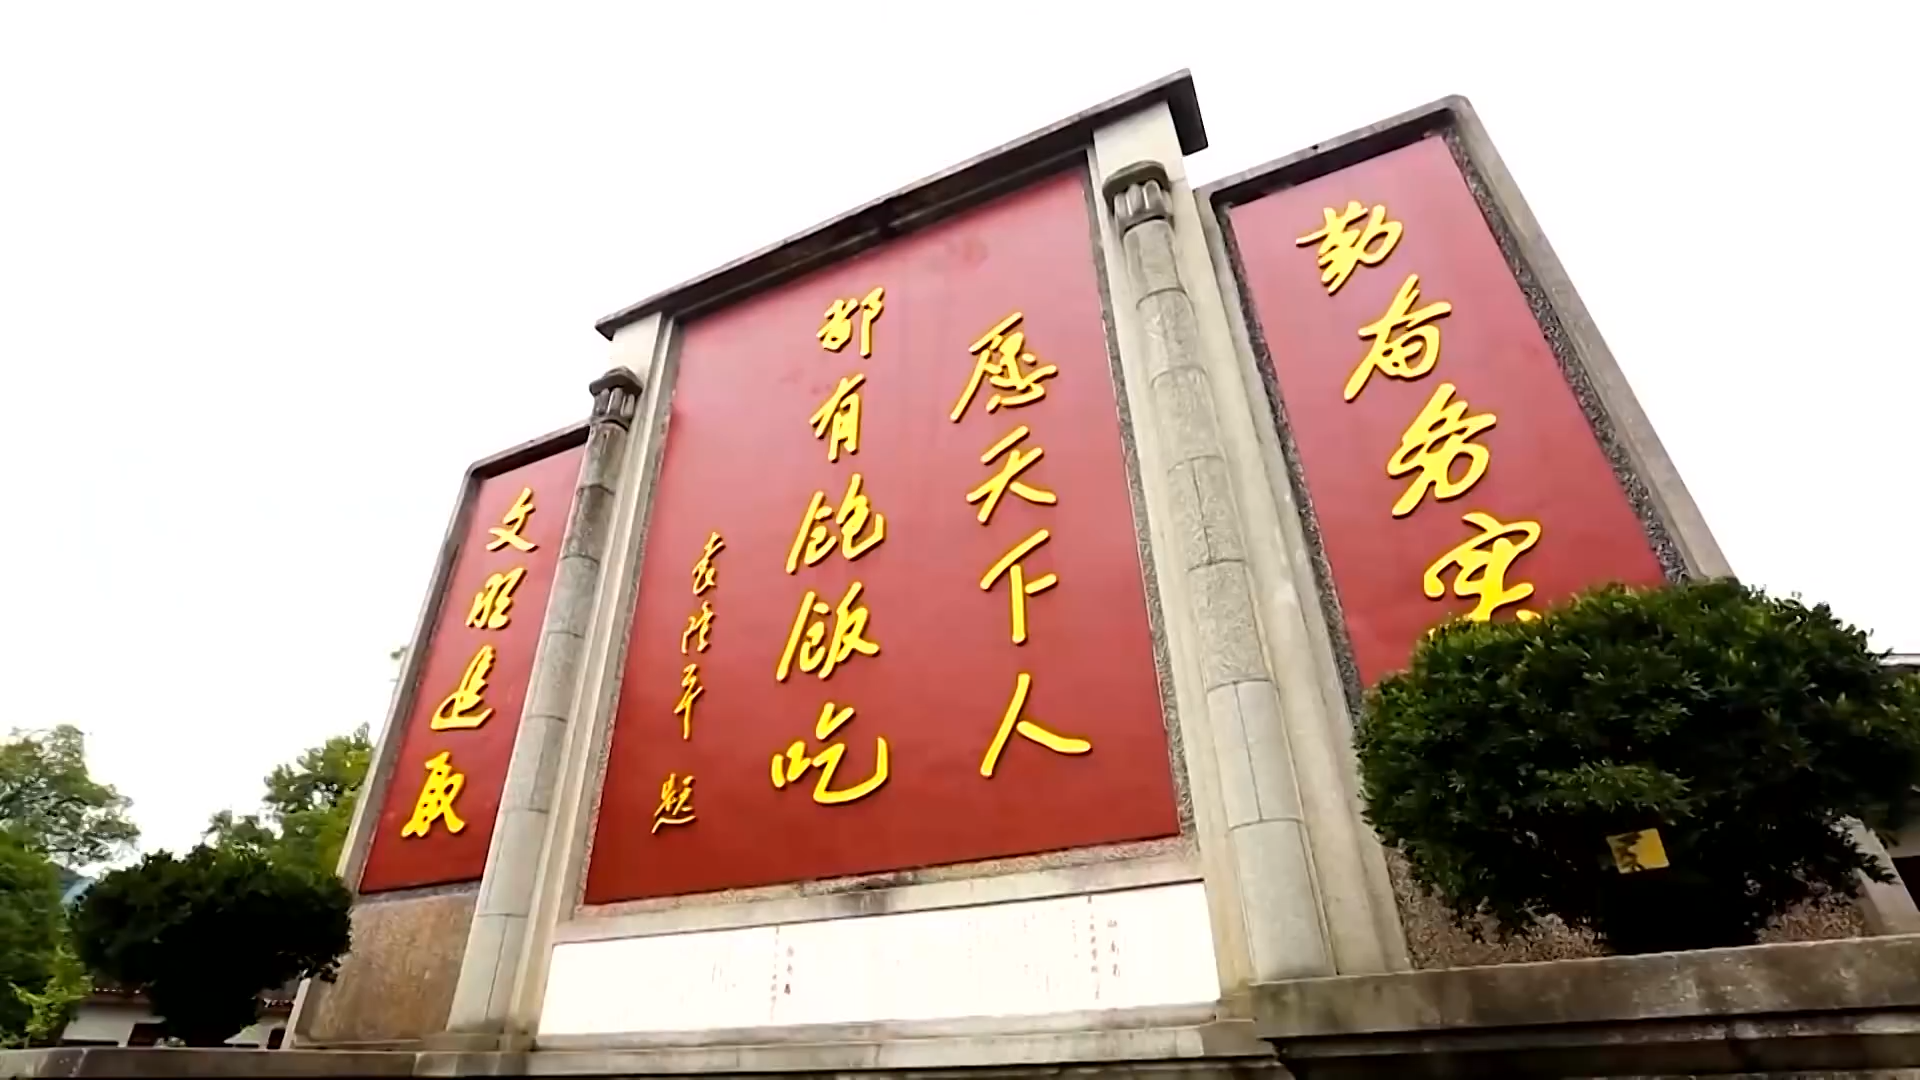 勤奋务实
愿天下人
都有饱饭吃
袁隆平 题
文明进取